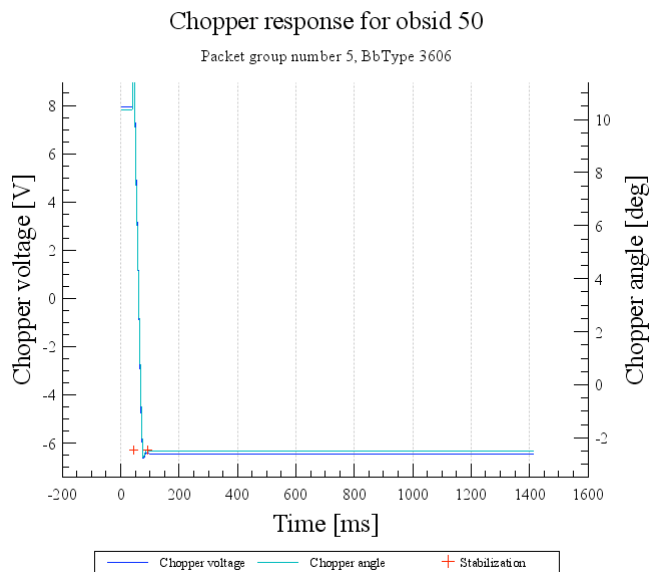 Chopper response for obsid 50
Packet group number 5, BbType 3606
Chopper voltage [V]
8
6
4
2
0
-2
-4
-6
Chopper angle [deg]
10
8
6
4
2
0
-2
-200 0 200 400 600 800 1000 1200 1400 1600
Time [ms]
Chopper voltage Chopper angle Stabilization